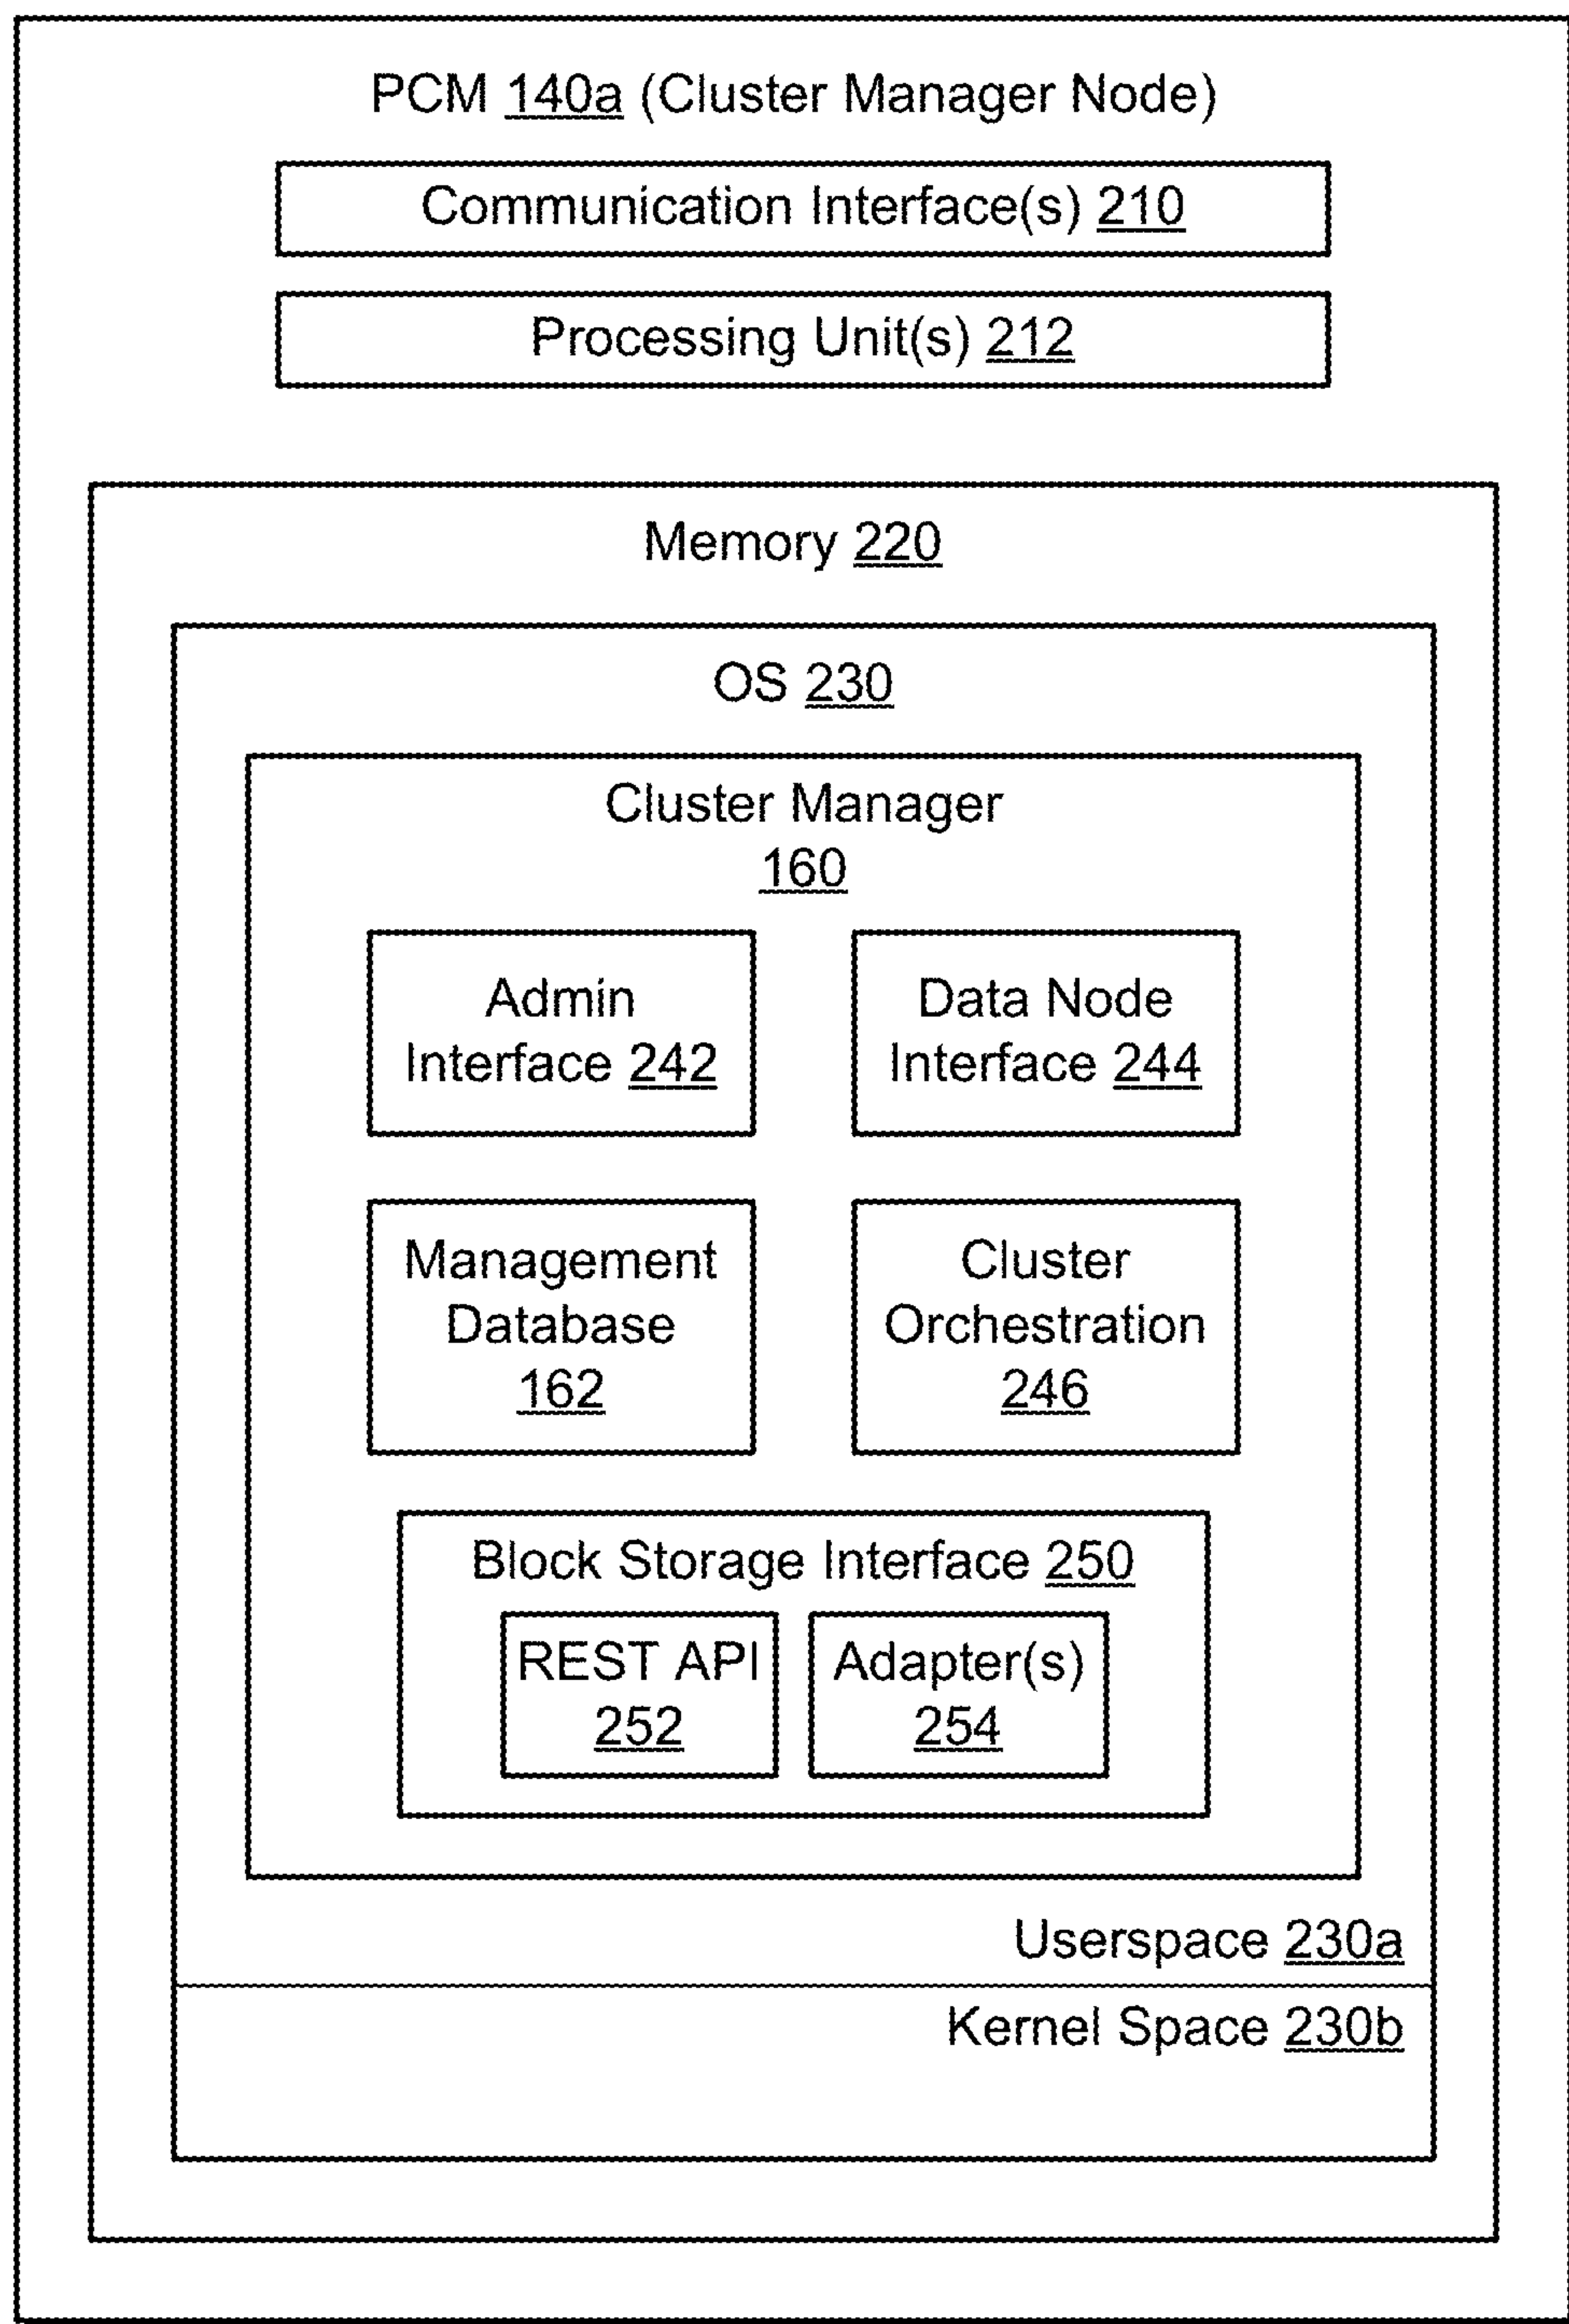 PCM 140a (Cluster Manager Node)
Communication Interface(s) 210
Processing Unit(s) 212
Memory 220
OS 230
Cluster Manager
160
Admin
Interface 242
Data Node
Interface 244
Management
Database
162
Cluster
Orchestration
246
Block Storage Interface 250
REST API
252
Adapter(s)
254
Userspace 230a
Kernel Space 230b